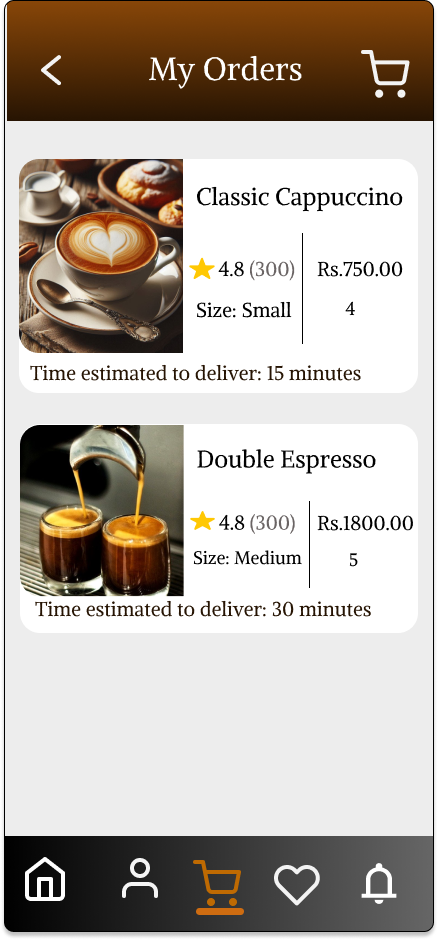 My Orders
Classic Cappuccino
4.8 (300)
Rs.750.00
Size: Small
4
Time estimated to deliver: 15 minutes
Double Espresso
4.8 (300)
Rs.1800.00
Size: Medium
5
Time estimated to deliver: 30 minutes